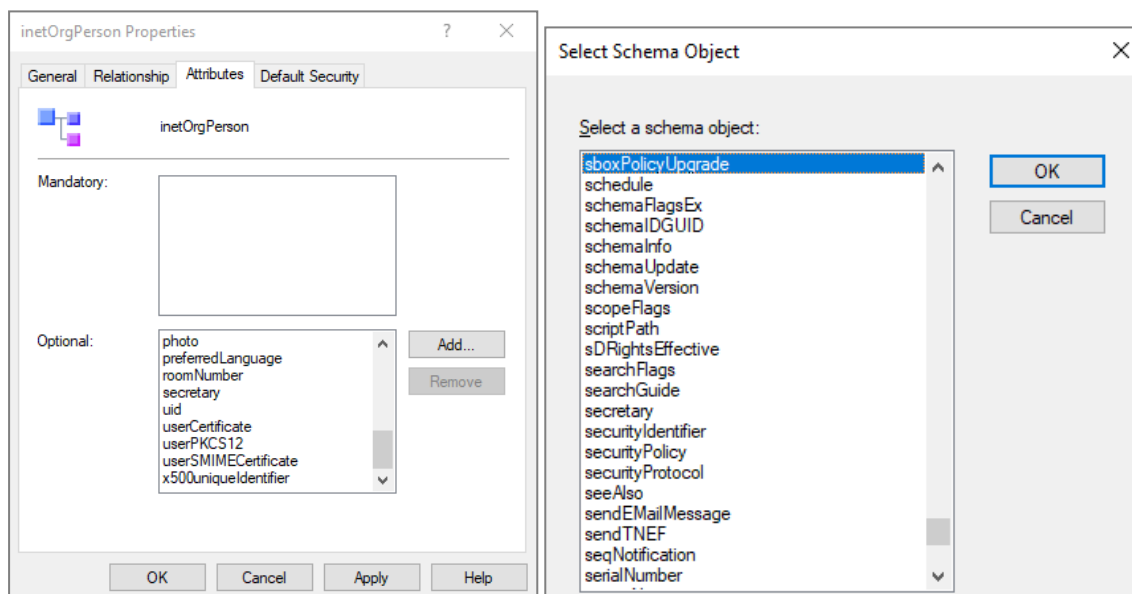 inetOrgPerson Properties
?
General Relationship Attributes Default Security
inetOrgPerson
Mandatory:
Optional:
photo
preferredLanguage
roomNumber
secretary
uid
userCertificate
userPKCS12
userSMIMECertificate
x500uniqueIdentifier
Add...
Remove
OK Cancel Apply Help
Select Schema Object
Select a schema object:
sboxPolicyUpgrade
schedule
schemaFlagsEx
schemaIDGUID
schemaInfo
schemaUpdate
schemaVersion
scopeFlags
scriptPath
sDRightsEffective
searchFlags
searchGuide
secretary
securityIdentifier
securityPolicy
securityProtocol
seeAlso
sendEMailMessage
sendTNEF
seqNotification
serialNumber
OK
Cancel